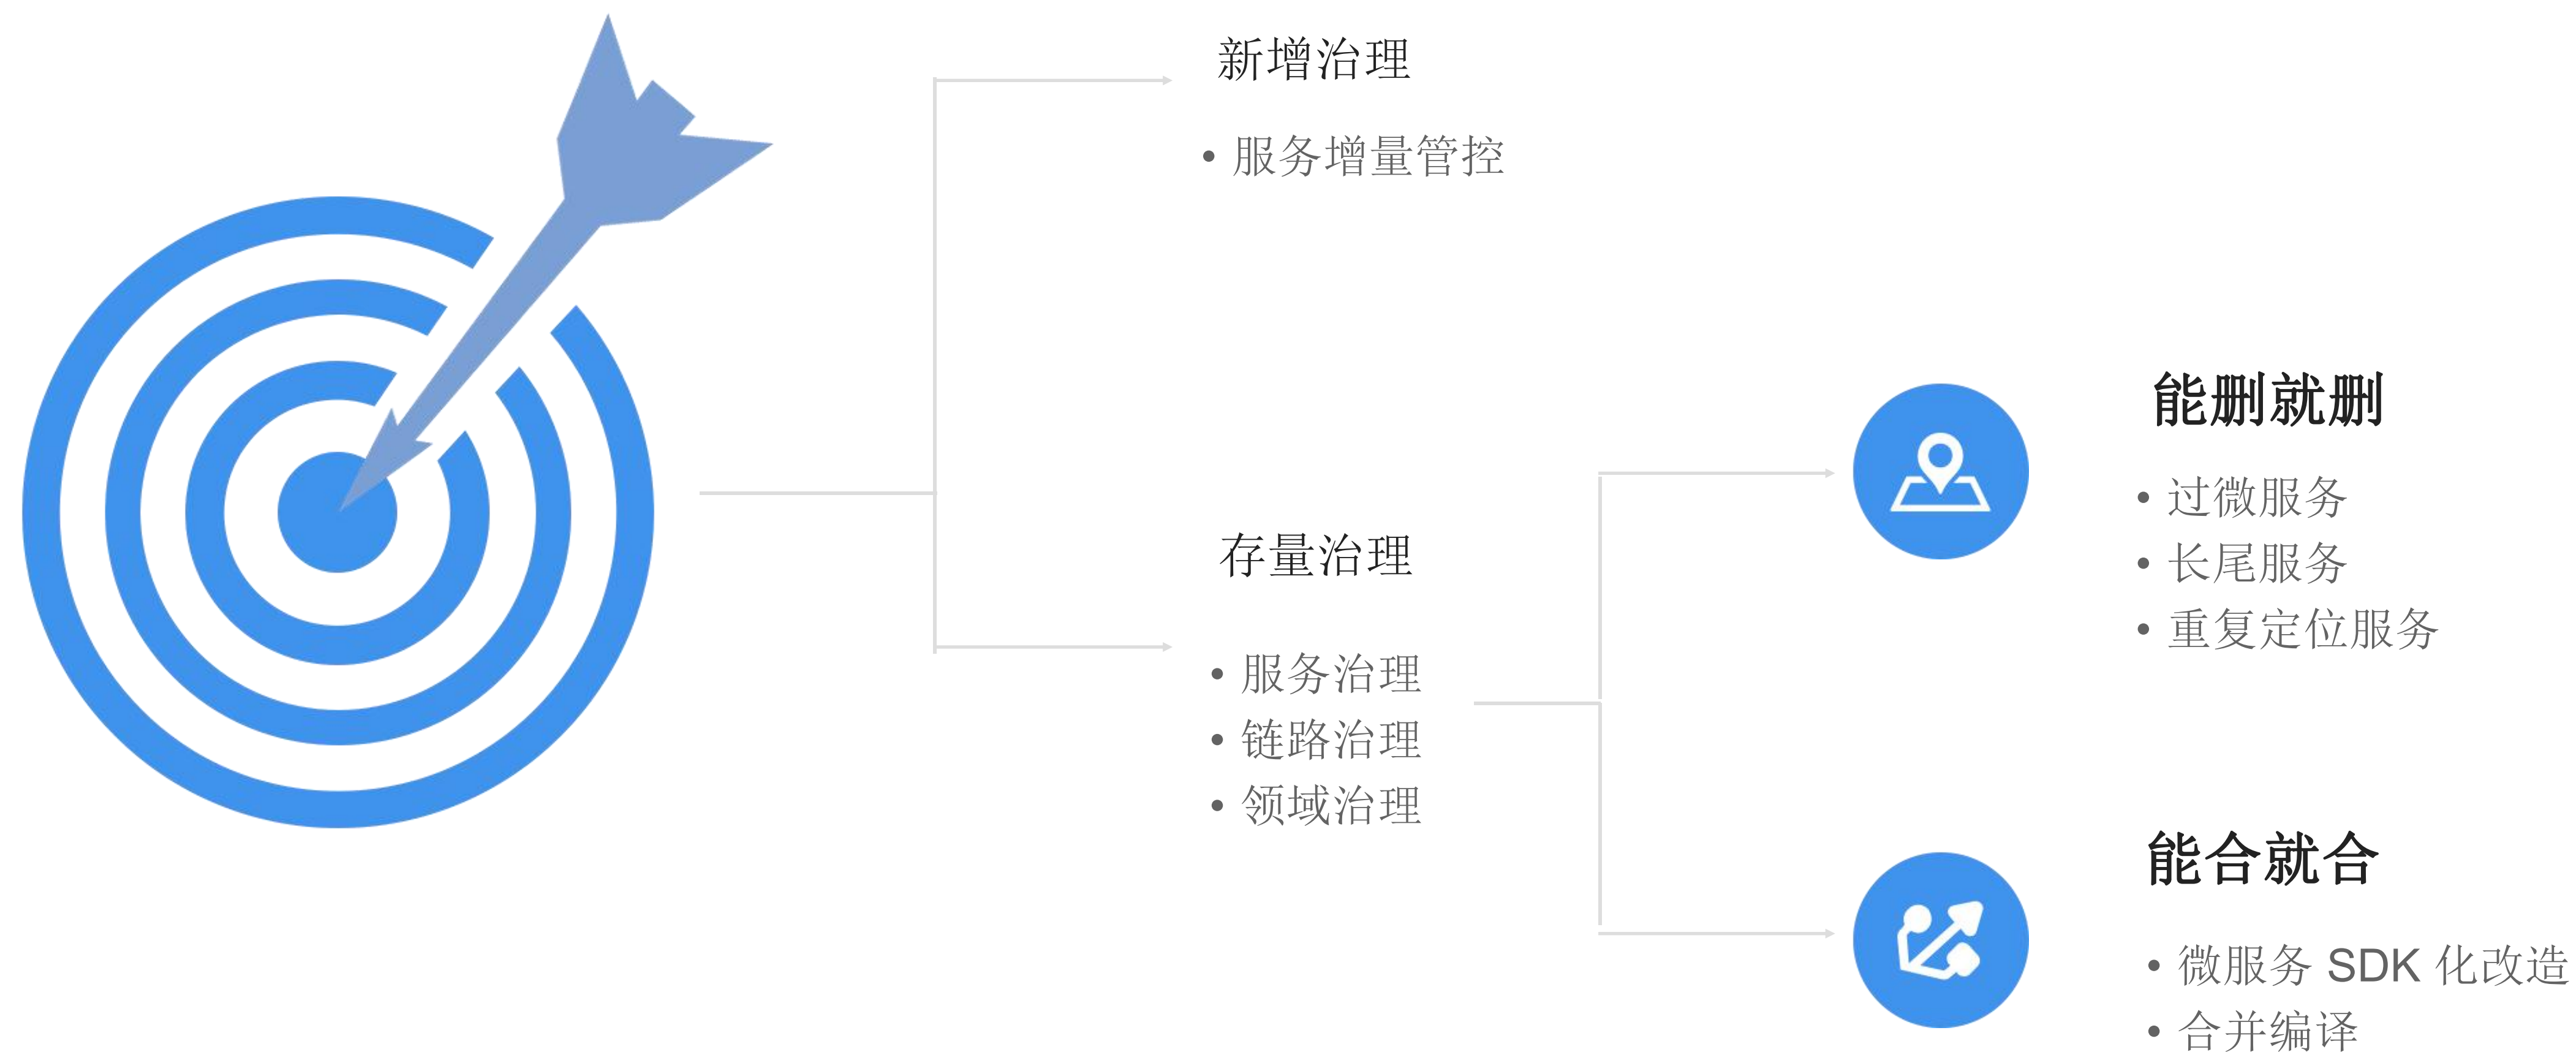 新增治理
• 服务增量管控
存量治理
• 服务治理
• 链路治理
• 领域治理
能删就删
• 过微服务
• 长尾服务
• 重复定位服务
能合就合
• 微服务 SDK 化改造
• 合并编译